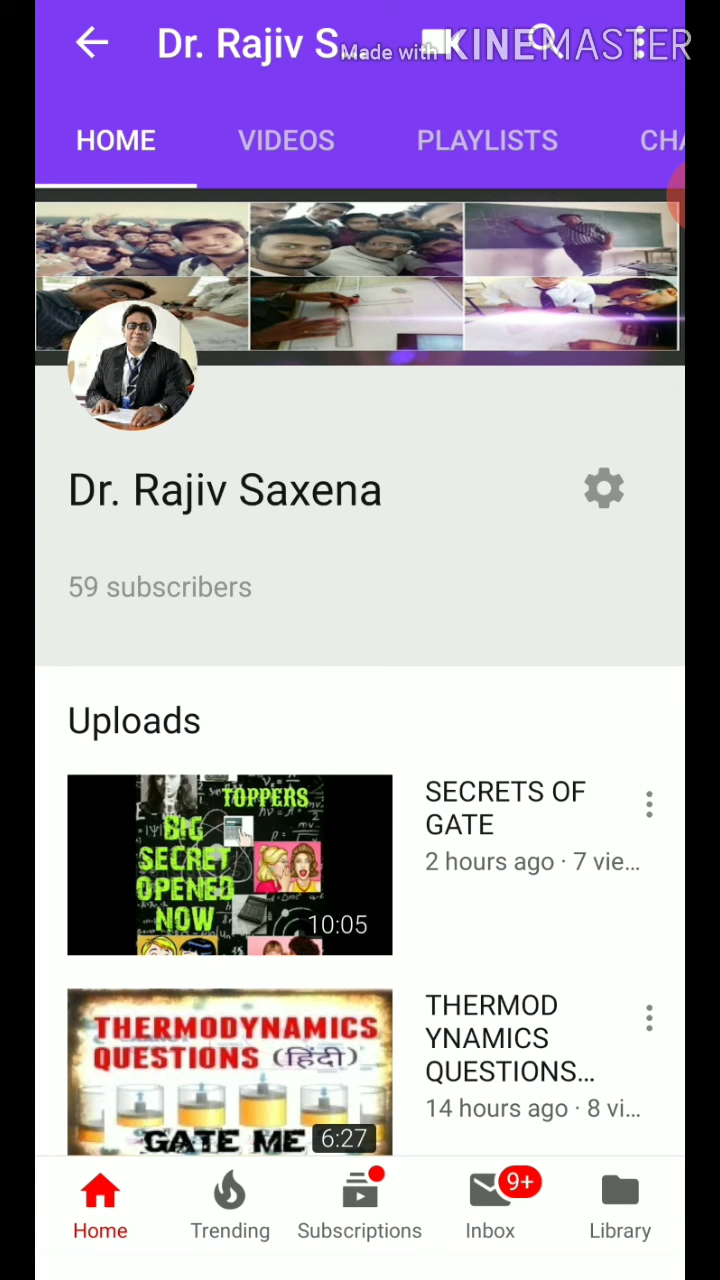 Dr. Rajiv S...
Made with KINEMASTER
HOME VIDEOS PLAYLISTS CHA
Dr. Rajiv Saxena
59 subscribers
Uploads
TOPPERS
BIG
SECRET
OPENED
NOW
10:05
SECRETS OF
GATE
2 hours ago · 7 vie...
THERMODYNAMICS
QUESTIONS (हिंदी)
GATE ME
6:27
THERMOD
YNAMICS
QUESTIONS...
14 hours ago · 8 vi...
9+
Home Trending Subscriptions Inbox Library